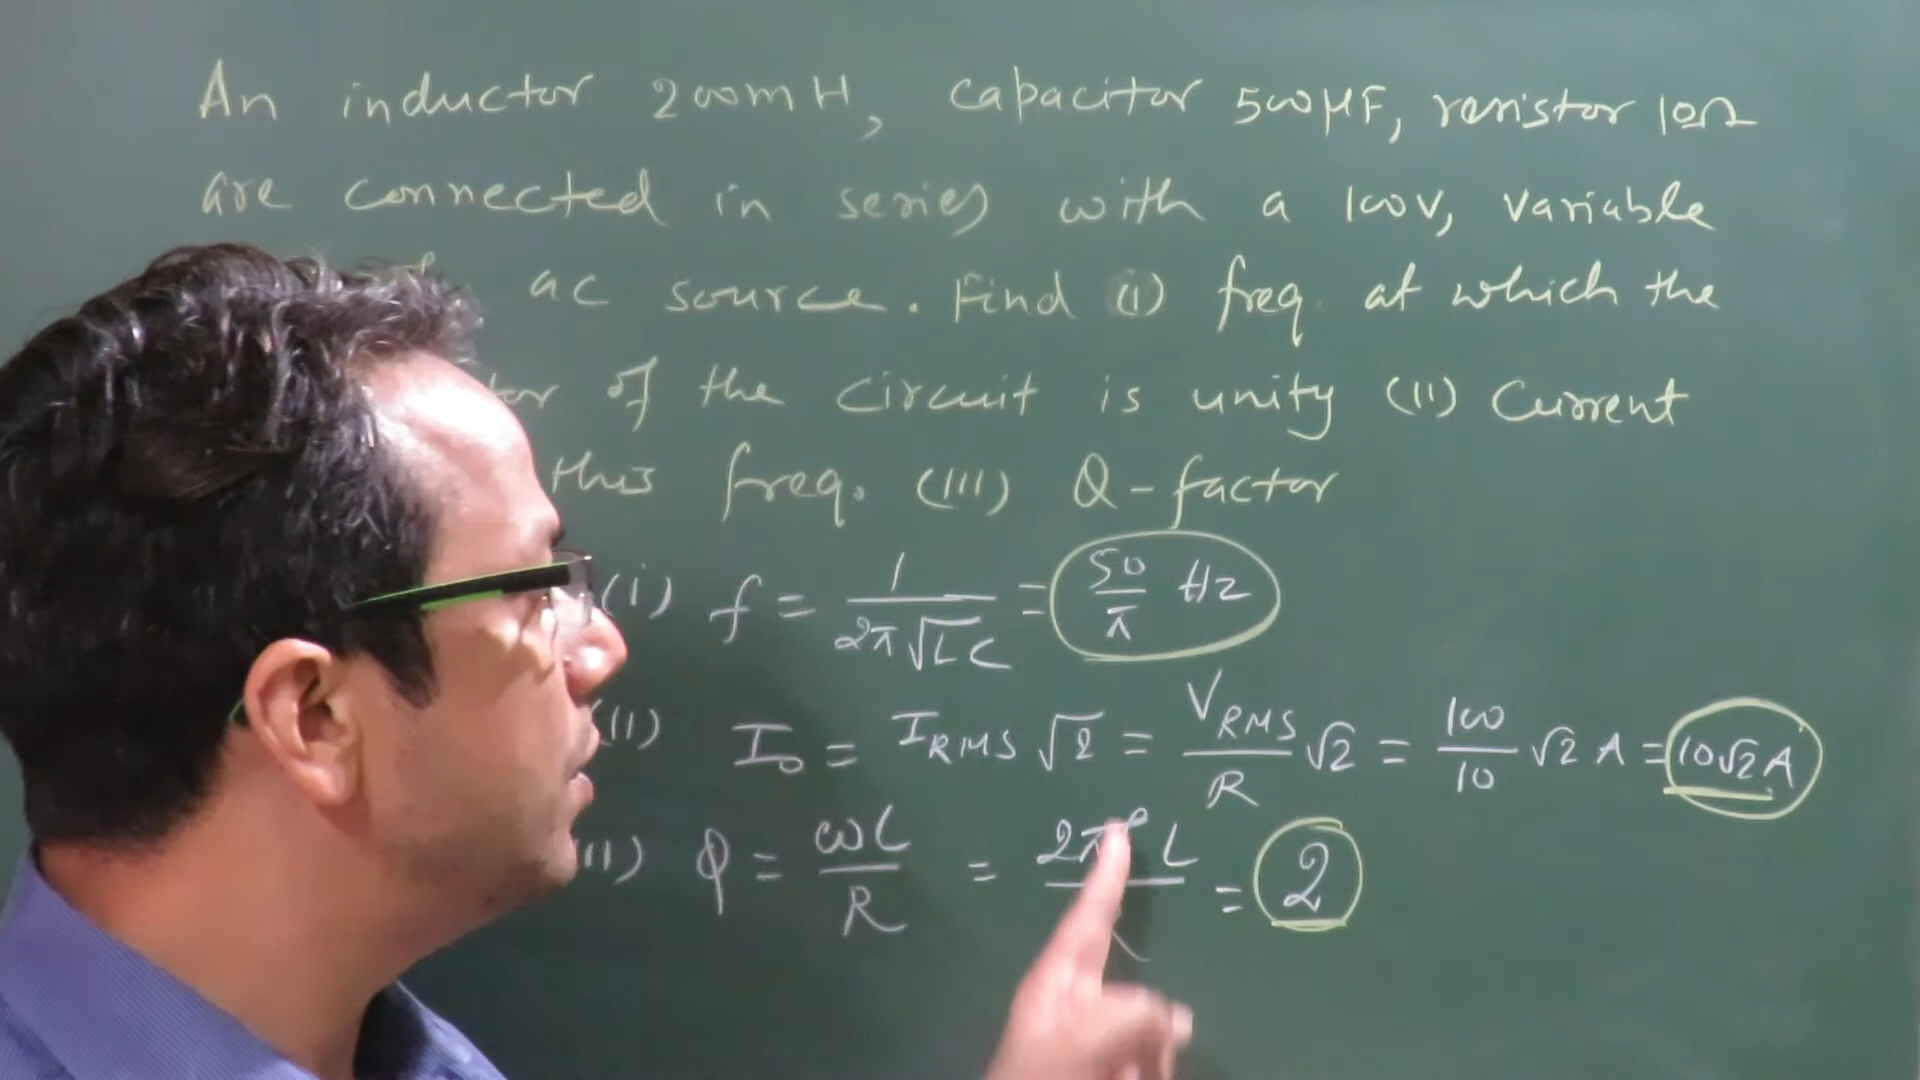 An inductor 200mH, capacitor 500μF, resistor 10Ω
are connected in series with a 100V, variable
ac source. Find (i) freq. at which the
of the circuit is unity (ii) Current
this freq. (iii) Q-factor
(i) f = 1/(2π√LC) = 50/π Hz
(ii) I₀ = I_RMS √2 = V_RMS/R √2 = 100/10 √2 A = 10√2 A
Q = ωL/R = 2πf L/R = 2